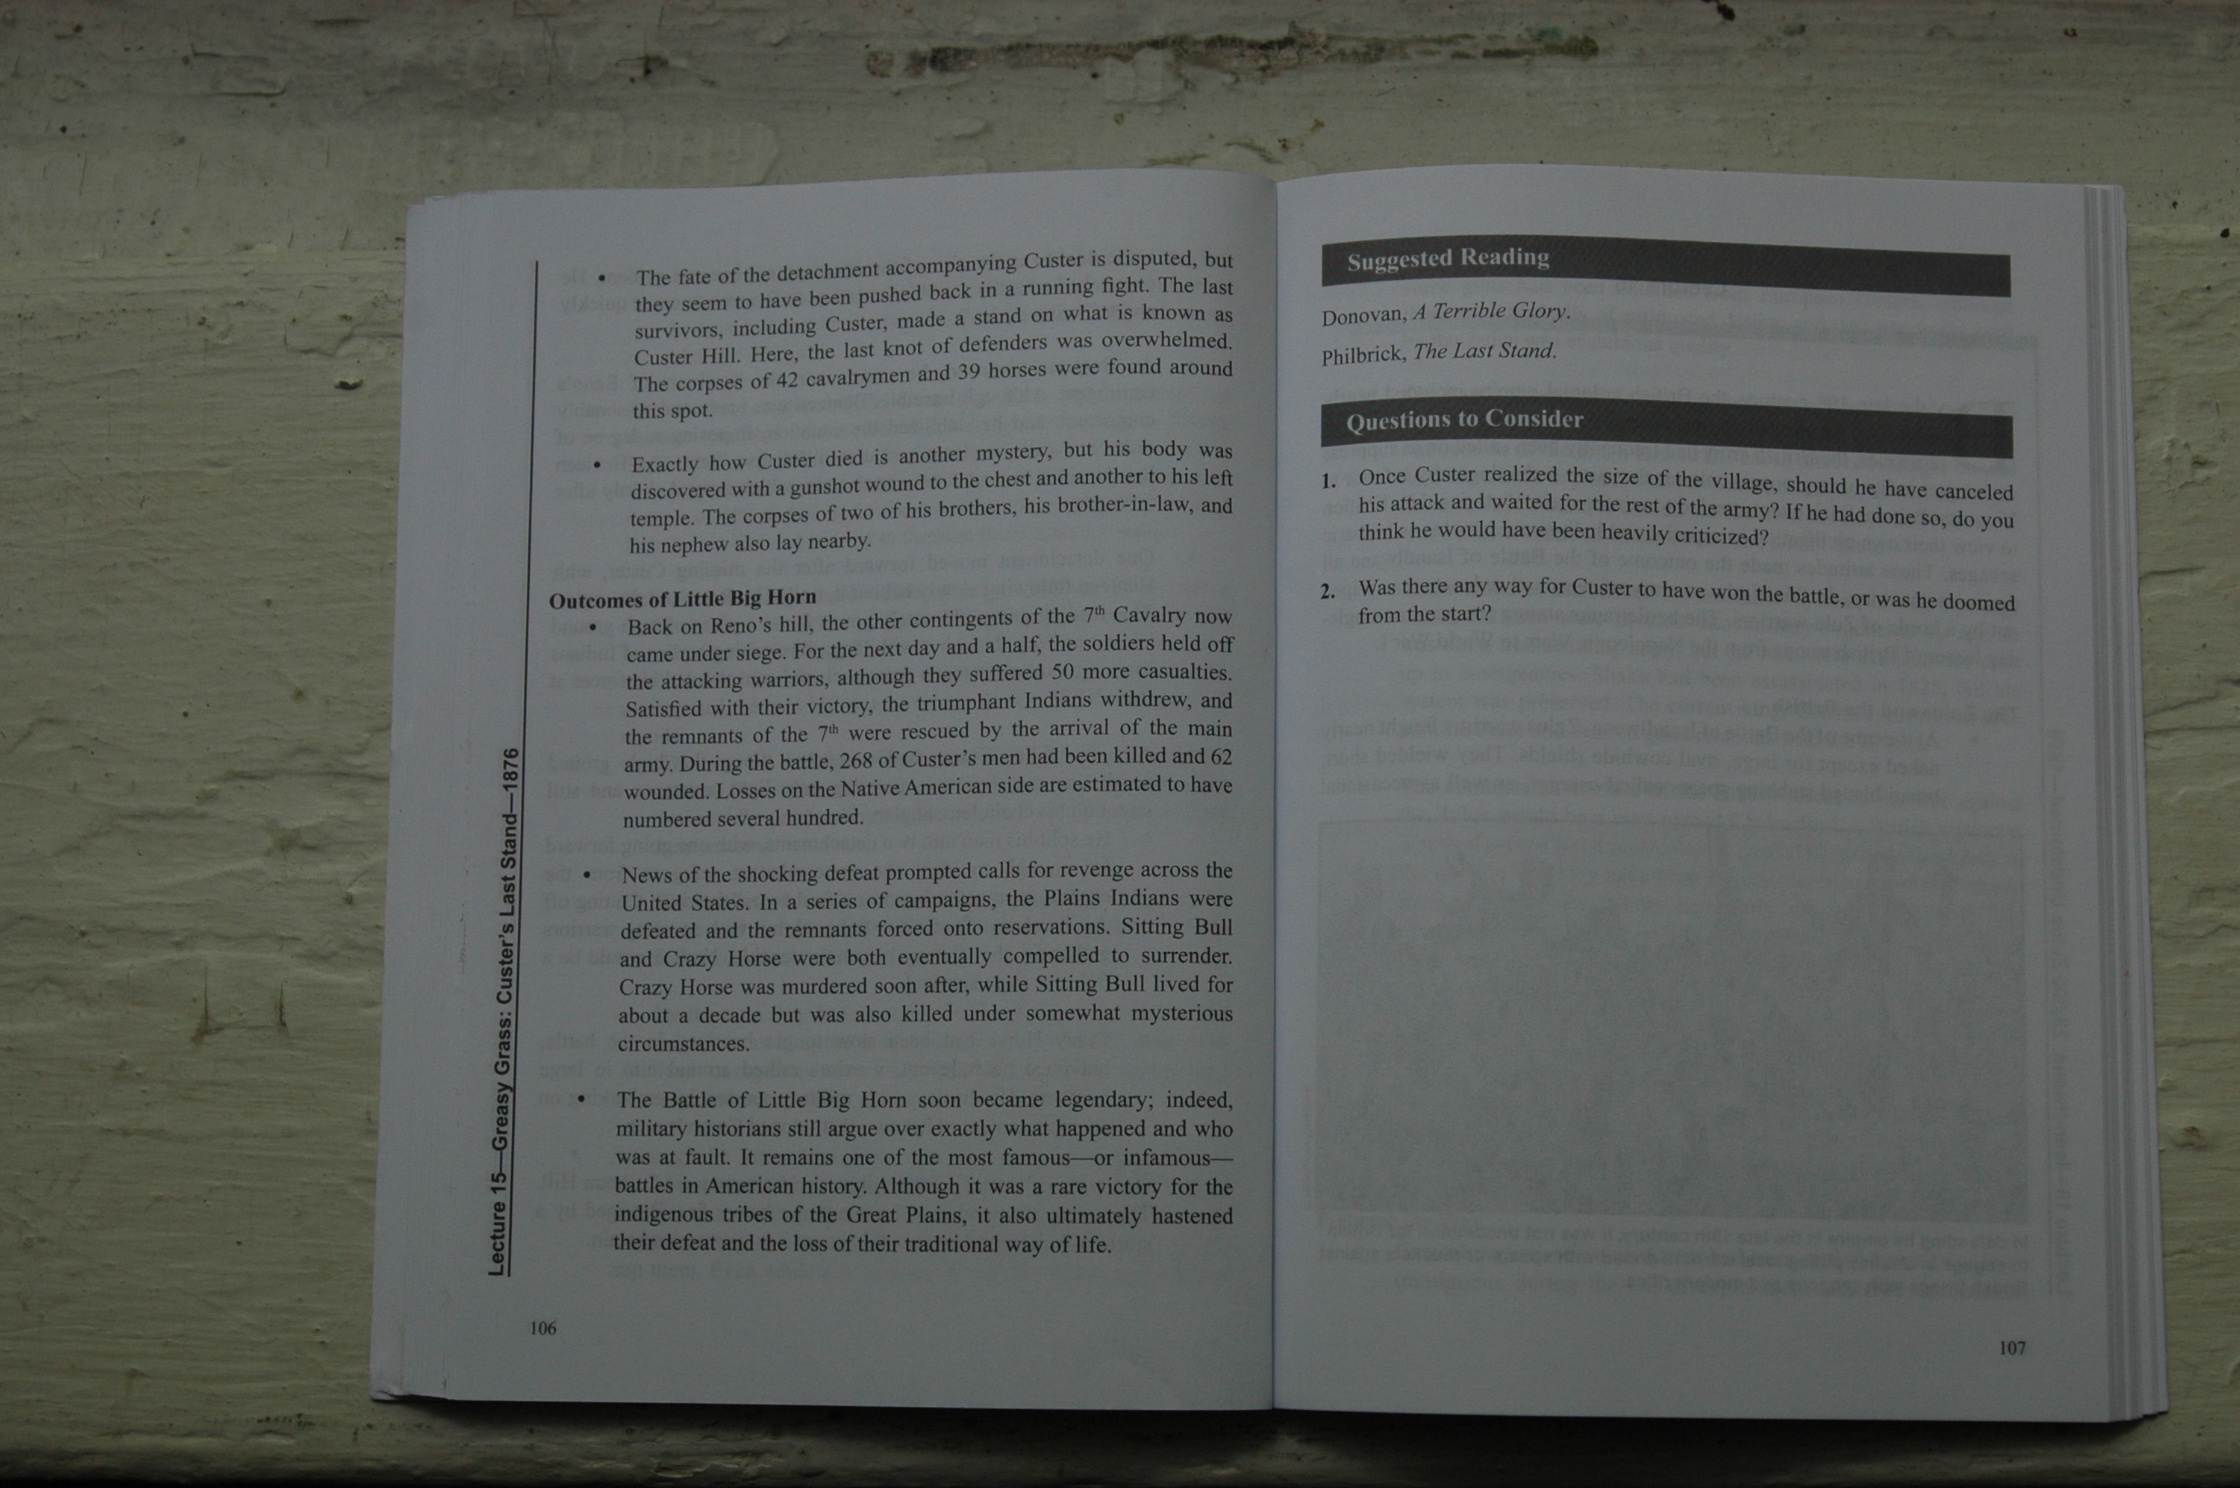 • The fate of the detachment accompanying Custer is disputed, but
they seem to have been pushed back in a running fight. The last
survivors, including Custer, made a stand on what is known as
Custer Hill. Here, the last knot of defenders was overwhelmed.
The corpses of 42 cavalrymen and 39 horses were found around
this spot.
• Exactly how Custer died is another mystery, but his body was
discovered with a gunshot wound to the chest and another to his left
temple. The corpses of two of his brothers, his brother-in-law, and
his nephew also lay nearby.
Outcomes of Little Big Horn
• Back on Reno’s hill, the other contingents of the 7th Cavalry now
came under siege. For the next day and a half, the soldiers held off
the attacking warriors, although they suffered 50 more casualties.
Satisfied with their victory, the triumphant Indians withdrew, and
the remnants of the 7th were rescued by the arrival of the main
army. During the battle, 268 of Custer’s men had been killed and 62
wounded. Losses on the Native American side are estimated to have
numbered several hundred.
• News of the shocking defeat prompted calls for revenge across the
United States. In a series of campaigns, the Plains Indians were
defeated and the remnants forced onto reservations. Sitting Bull
and Crazy Horse were both eventually compelled to surrender.
Crazy Horse was murdered soon after, while Sitting Bull lived for
about a decade but was also killed under somewhat mysterious
circumstances.
• The Battle of Little Big Horn soon became legendary; indeed,
military historians still argue over exactly what happened and who
was at fault. It remains one of the most famous—or infamous—
battles in American history. Although it was a rare victory for the
indigenous tribes of the Great Plains, it also ultimately hastened
their defeat and the loss of their traditional way of life.
Lecture 15—Greasy Grass: Custer’s Last Stand—1876
106
Suggested Reading
Donovan, A Terrible Glory.
Philbrick, The Last Stand.
Questions to Consider
1. Once Custer realized the size of the village, should he have canceled
his attack and waited for the rest of the army? If he had done so, do you
think he would have been heavily criticized?
2. Was there any way for Custer to have won the battle, or was he doomed
from the start?
107